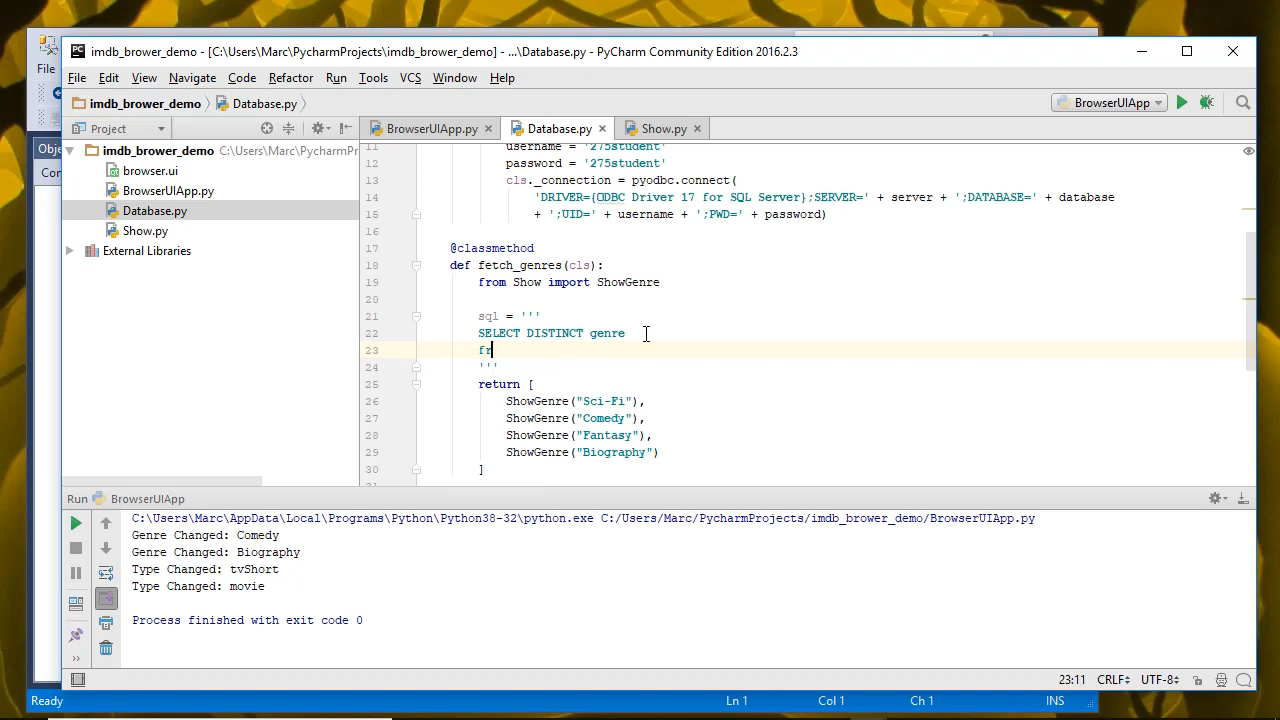 imdb_brower_demo - [C:\Users\Marc\PycharmProjects\imdb_brower_demo] - ...\Database.py - PyCharm Community Edition 2016.2.3
File
File Edit View Navigate Code Refactor Run Tools VCS Window Help
imdb_brower_demo Database.py BrowserUIApp
Project BrowserUIApp.py Database.py Show.py
Obje
Con
imdb_brower_demo C:\Users\Marc\PycharmPr
browser.ui
BrowserUIApp.py
Database.py
Show.py
External Libraries
11 username = '275student'
12 password = '275student'
13 cls._connection = pyodbc.connect(
14 'DRIVER={ODBC Driver 17 for SQL Server};SERVER=' + server + ';DATABASE=' + database
15 + ';UID=' + username + ';PWD=' + password)
16
17 @classmethod
18 def fetch_genres(cls):
19 from Show import ShowGenre
20
21 sql = '''
22 SELECT DISTINCT genre
23 fr
24 '''
25 return [
26 ShowGenre("Sci-Fi"),
27 ShowGenre("Comedy"),
28 ShowGenre("Fantasy"),
29 ShowGenre("Biography")
30 ]
Run BrowserUIApp
C:\Users\Marc\AppData\Local\Programs\Python\Python38-32\python.exe C:/Users/Marc/PycharmProjects/imdb_brower_demo/BrowserUIApp.py
Genre Changed: Comedy
Genre Changed: Biography
Type Changed: tvShort
Type Changed: movie
Process finished with exit code 0
23:11 CRLF UTF-8
Ready Ln 1 Col 1 Ch 1 INS